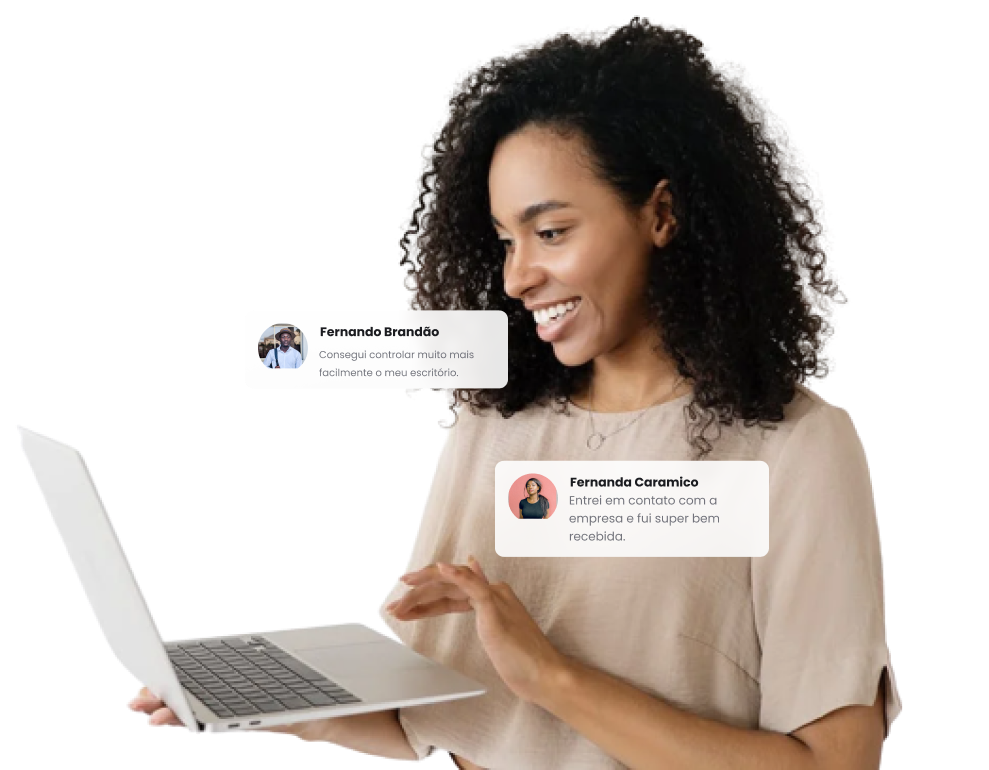 Fernando Brandão
Consegui controlar muito mais
facilmente o meu escritório.
Fernanda Caramico
Entrei em contato com a
empresa e fui super bem
recebida.